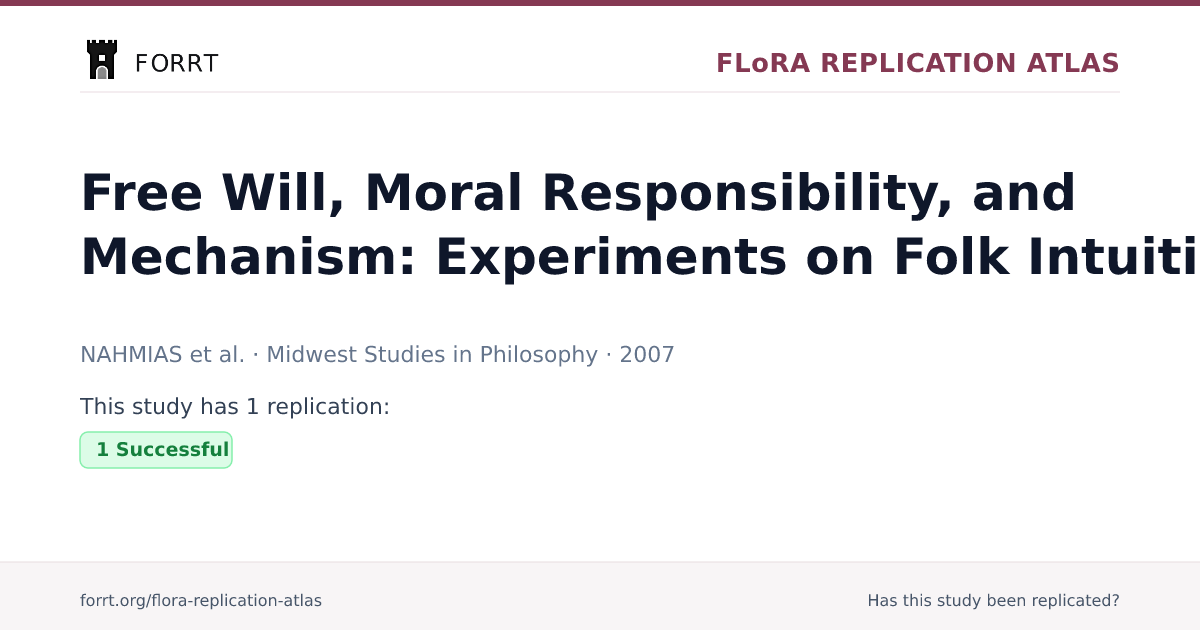 FORRT
FLoRA REPLICATION ATLAS
Free Will, Moral Responsibility, and
Mechanism: Experiments on Folk Intuiti
NAHMIAS et al. · Midwest Studies in Philosophy · 2007
This study has 1 replication:
1 Successful
forrt.org/flora-replication-atlas
Has this study been replicated?